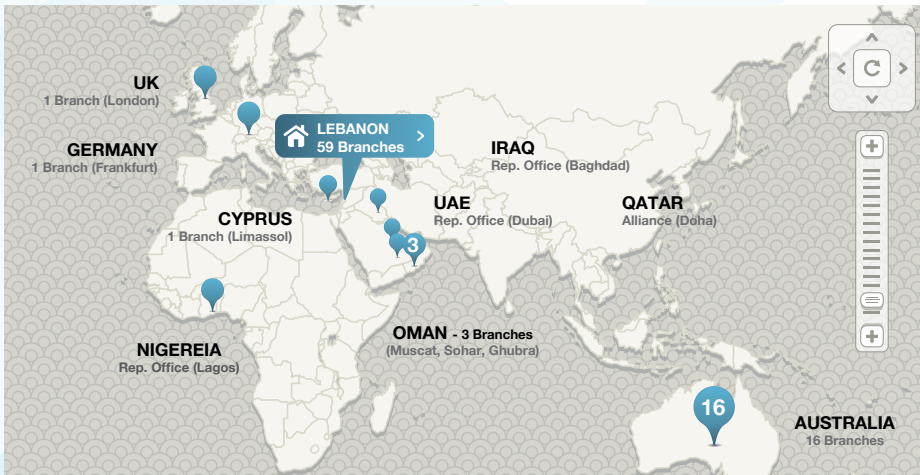 UK
1 Branch (London)
GERMANY
1 Branch (Frankfurt)
LEBANON
59 Branches
IRAQ
Rep. Office (Baghdad)
CYPRUS
1 Branch (Limassol)
UAE
Rep. Office (Dubai)
QATAR
Alliance (Doha)
3
NIGEREIA
Rep. Office (Lagos)
OMAN - 3 Branches
(Muscat, Sohar, Ghubra)
16
AUSTRALIA
16 Branches